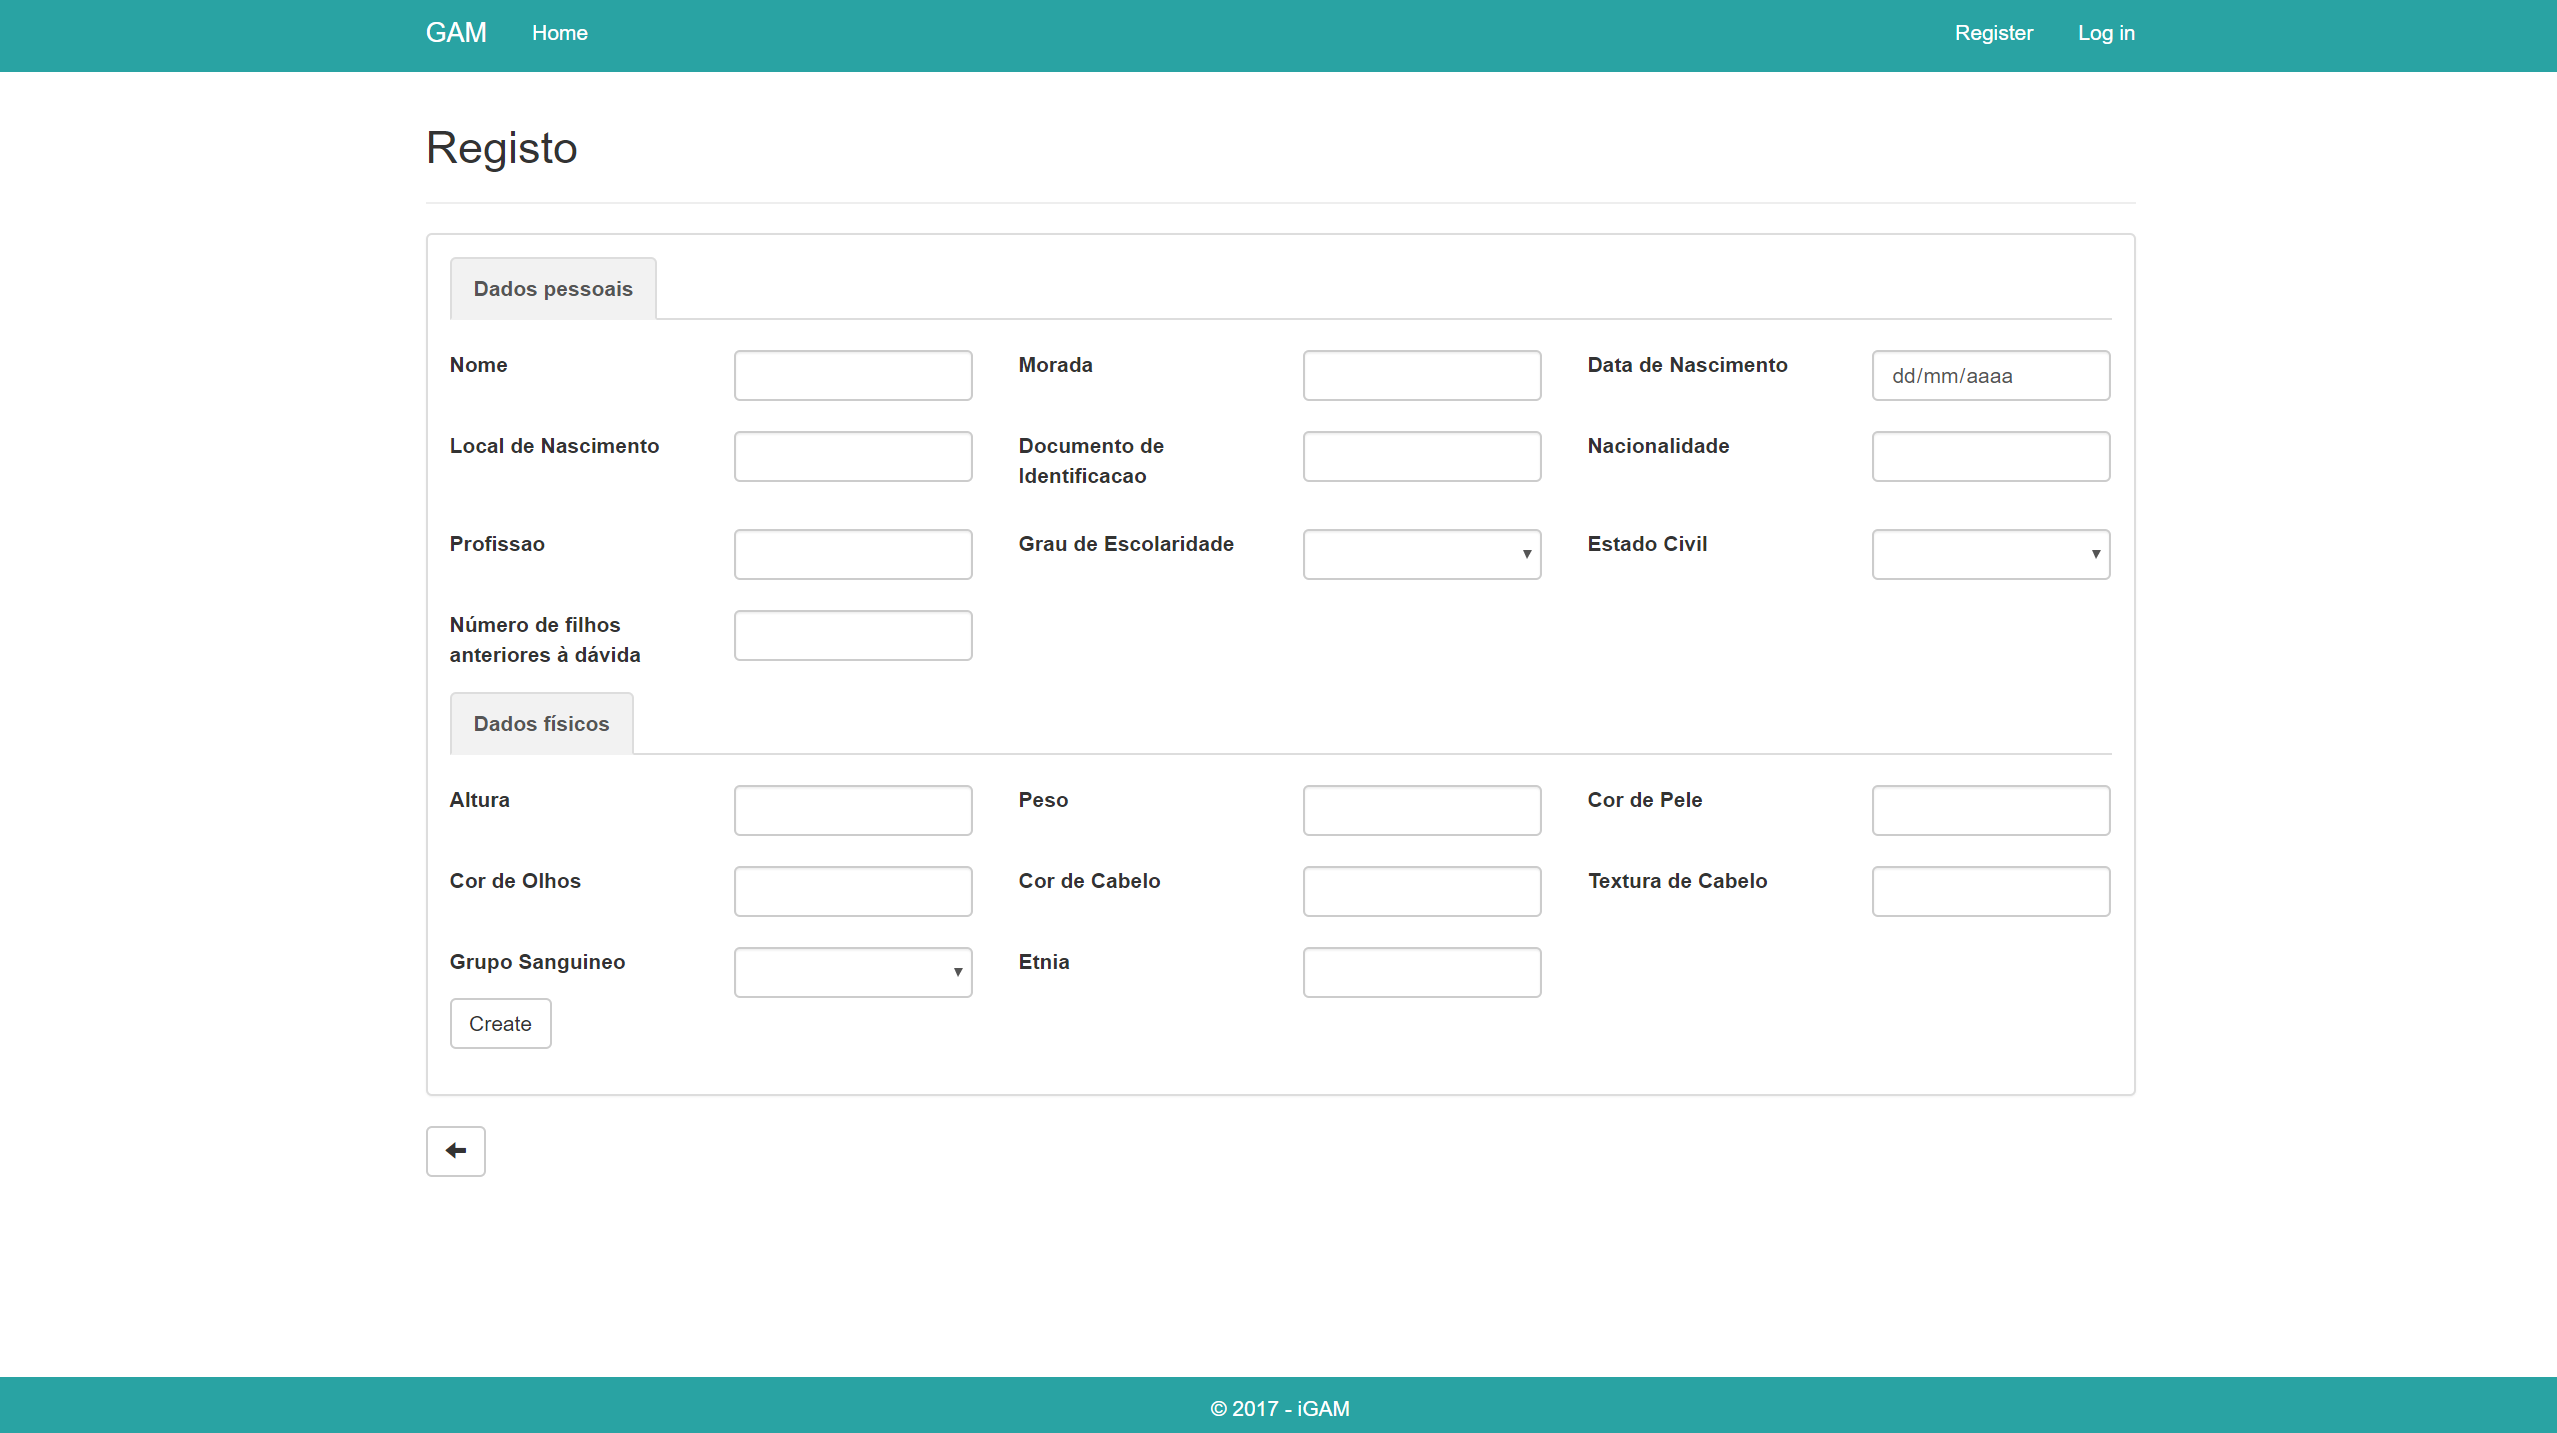 GAM Home Register Log in
Registo
Dados pessoais
Nome Morada Data de Nascimento dd/mm/aaaa
Local de Nascimento Documento de Nacionalidade
Identificacao
Profissao Grau de Escolaridade Estado Civil
Número de filhos
anteriores à dávida
Dados físicos
Altura Peso Cor de Pele
Cor de Olhos Cor de Cabelo Textura de Cabelo
Grupo Sanguineo Etnia
Create
© 2017 - iGAM